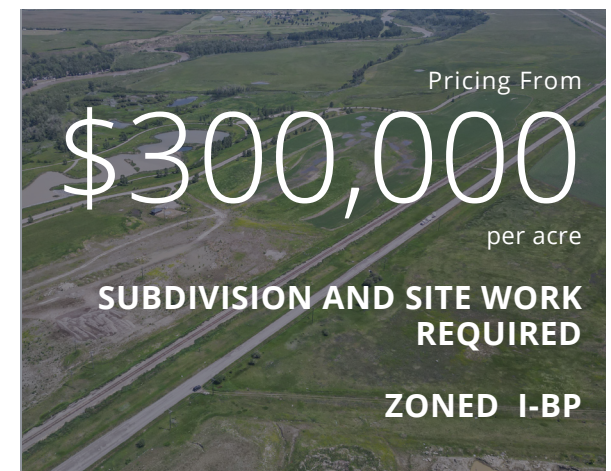 Pricing From
$300,000
per acre
SUBDIVISION AND SITE WORK
REQUIRED
ZONED I-BP